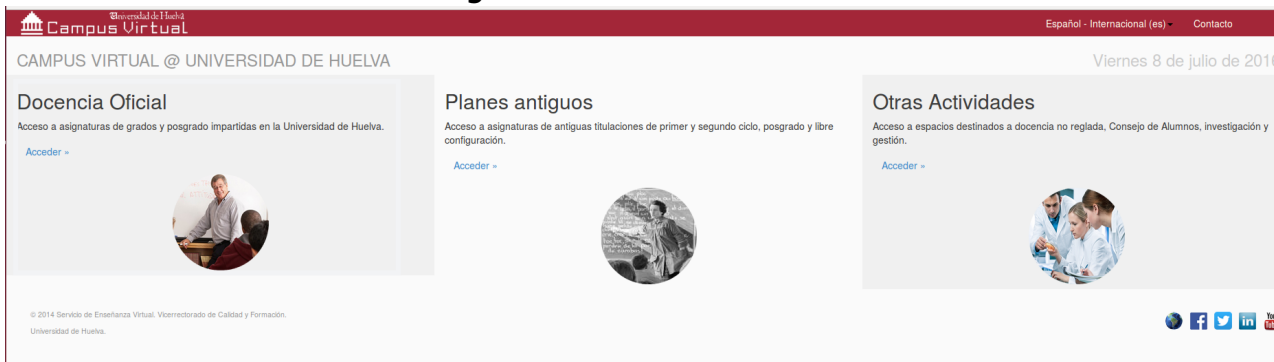 Universidad de Huelva
Campus Virtual
Español - Internacional (es)
Contacto
CAMPUS VIRTUAL @ UNIVERSIDAD DE HUELVA
Viernes 8 de julio de 2016
Docencia Oficial
Acceso a asignaturas de grados y posgrado impartidas en la Universidad de Huelva.
Acceder »
Planes antiguos
Acceso a asignaturas de antiguas titulaciones de primer y segundo ciclo, posgrado y libre
configuración.
Acceder »
Otras Actividades
Acceso a espacios destinados a docencia no reglada, Consejo de Alumnos, investigación y
gestión.
Acceder »
© 2014 Servicio de Enseñanza Virtual. Vicerrectorado de Calidad y Formación.
Universidad de Huelva.